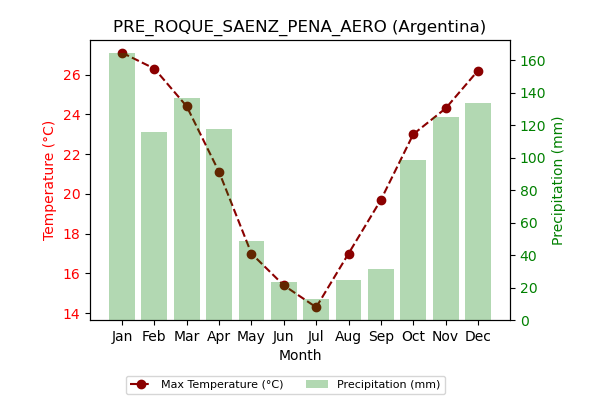 PRE_ROQUE_SAENZ_PENA_AERO (Argentina)
Temperature (°C)
26
24
22
20
18
16
14
160
140
120
100
80
60
40
20
0
Precipitation (mm)
Jan Feb Mar Apr May Jun Jul Aug Sep Oct Nov Dec
Month
Max Temperature (°C) Precipitation (mm)